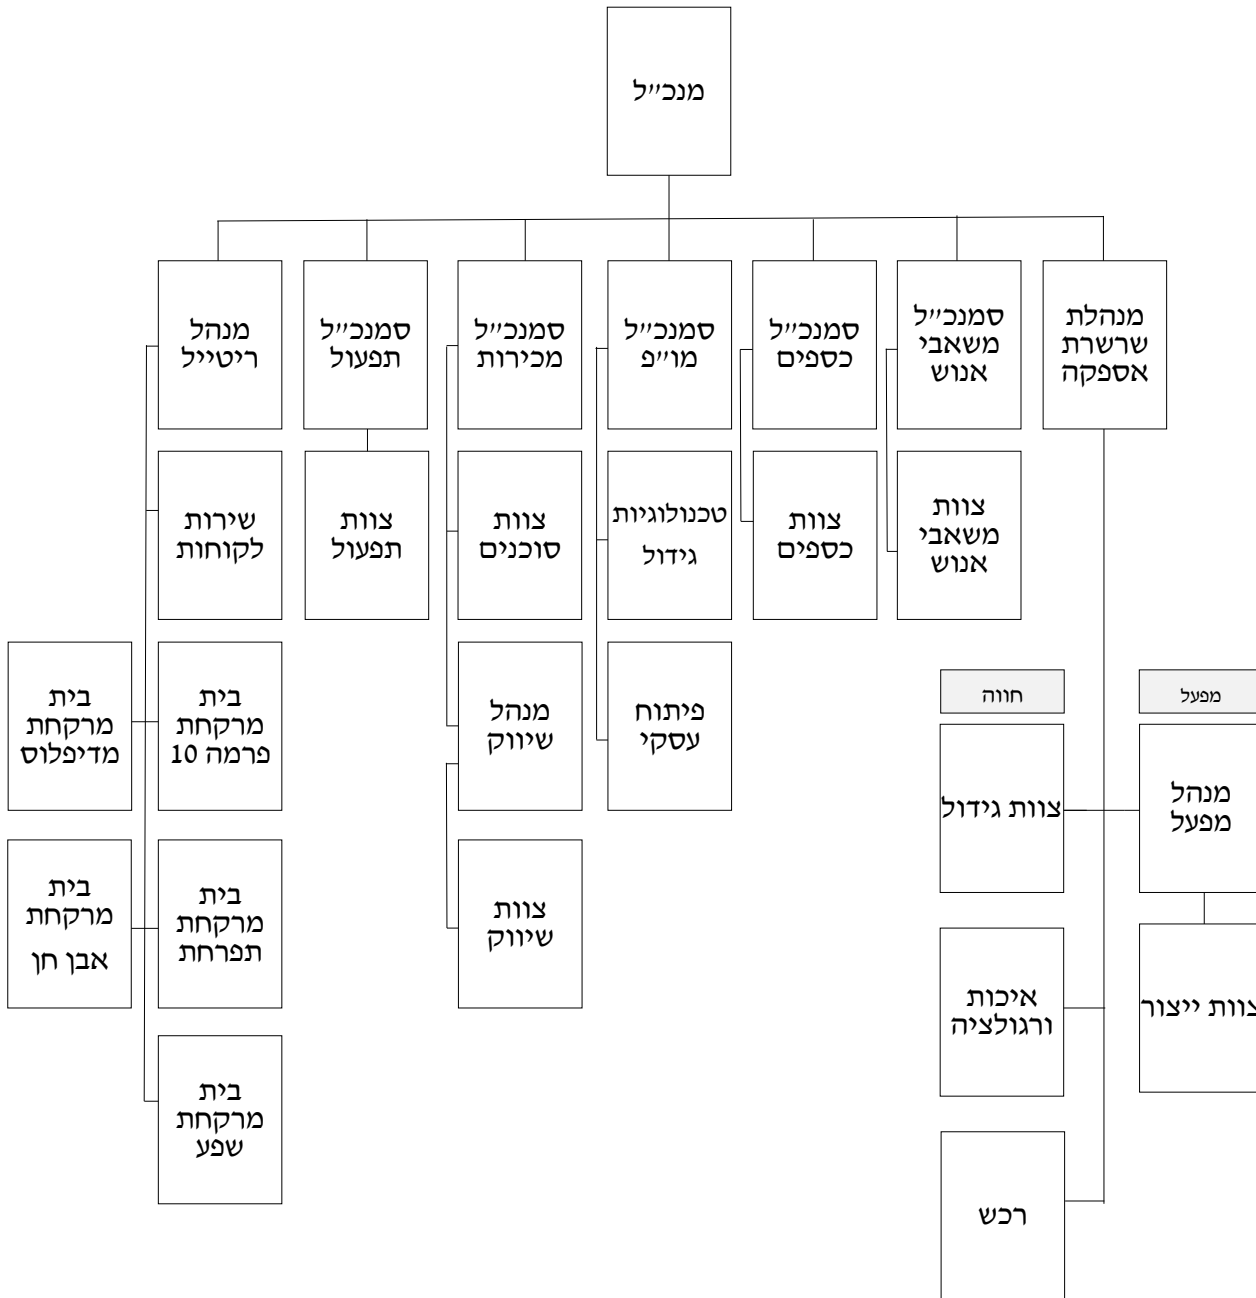 מנכ״ל
מנהלת
שרשרת
אספקה
סמנכ״ל
משאבי
אנוש
סמנכ״ל
כספים
סמנכ״ל
מו״פ
סמנכ״ל
מכירות
סמנכ״ל
תפעול
מנהל
ריטייל
צוות
משאבי
אנוש
צוות
כספים
טכנולוגיות
גידול
צוות
סוכנים
צוות
תפעול
שירות
לקוחות
מפעל
חווה
פיתוח
עסקי
מנהל
שיווק
בית
מרקחת
פרמה 10
בית
מרקחת
מדיפלוס
מנהל
מפעל
צוות גידול
צוות
שיווק
בית
מרקחת
תפרחת
בית
מרקחת
אבן חן
צוות ייצור
איכות
ורגולציה
בית
מרקחת
שפע
רכש